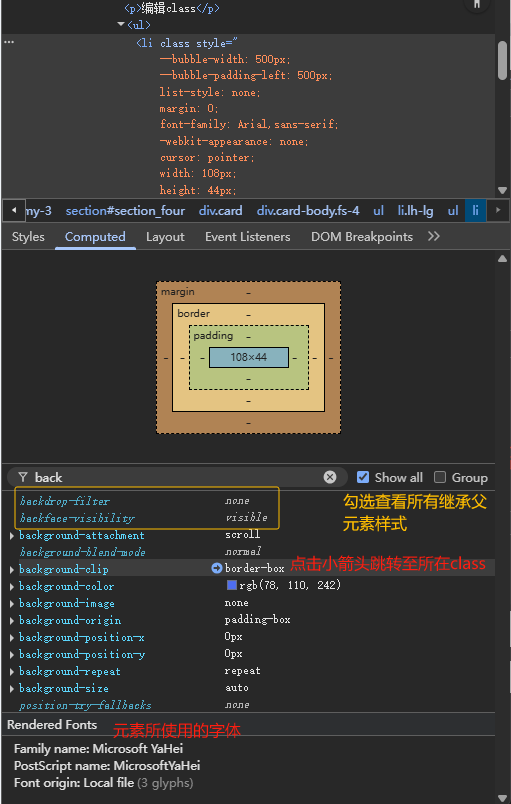 <p>编辑class</p>
▼<ul>
… <li class style="
--bubble-width: 500px;
--bubble-padding-left: 500px;
list-style: none;
margin: 0;
font-family: Arial,sans-serif;
-webkit-appearance: none;
cursor: pointer;
width: 108px;
height: 44px;
my-3 section#section_four div.card div.card-body.fs-4 ul li.lh-lg ul li
Styles Computed Layout Event Listeners DOM Breakpoints
margin -
border -
padding -
- - - 108×44 - - -
-
-
-
back Show all Group
backdrop-filter none 勾选查看所有继承父
backface-visibility visible 元素样式
background-attachment scroll
background-blend-mode normal
background-clip border-box 点击小箭头跳转至所在class
background-color rgb(78, 110, 242)
background-image none
background-origin padding-box
background-position-x 0px
background-position-y 0px
background-repeat repeat
background-size auto
position-try-fallbacks none
Rendered Fonts 元素所使用的字体
Family name: Microsoft YaHei
PostScript name: MicrosoftYaHei
Font origin: Local file (3 glyphs)